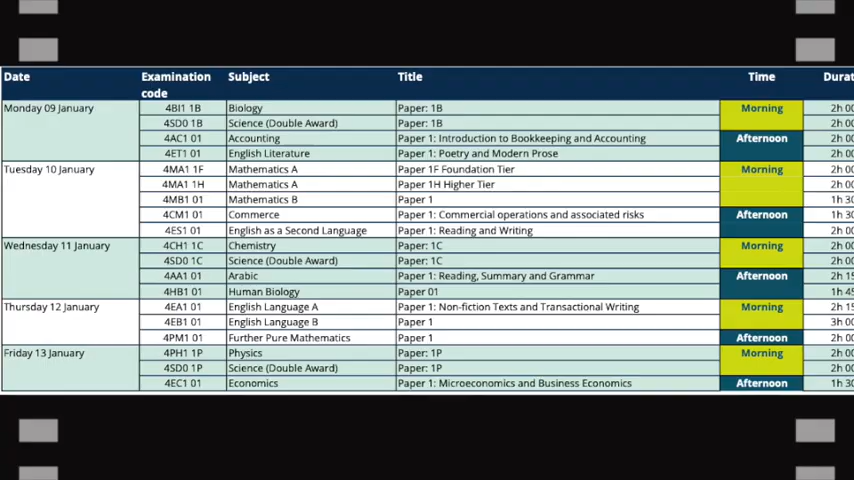 Date Examination code Subject Title Time Durat
Monday 09 January 4BI1 1B Biology Paper: 1B Morning 2h 00
4SD0 1B Science (Double Award) Paper: 1B 2h 00
4AC1 01 Accounting Paper 1: Introduction to Bookkeeping and Accounting Afternoon 2h 00
4ET1 01 English Literature Paper 1: Poetry and Modern Prose 2h 00
Tuesday 10 January 4MA1 1F Mathematics A Paper 1F Foundation Tier Morning 2h 00
4MA1 1H Mathematics A Paper 1H Higher Tier 2h 00
4MB1 01 Mathematics B Paper 1 1h 30
4CM1 01 Commerce Paper 1: Commercial operations and associated risks Afternoon 1h 30
4ES1 01 English as a Second Language Paper 1: Reading and Writing 2h 00
Wednesday 11 January 4CH1 1C Chemistry Paper: 1C Morning 2h 00
4SD0 1C Science (Double Award) Paper: 1C 2h 00
4AA1 01 Arabic Paper 1: Reading, Summary and Grammar Afternoon 2h 15
4HB1 01 Human Biology Paper 01 1h 45
Thursday 12 January 4EA1 01 English Language A Paper 1: Non-fiction Texts and Transactional Writing Morning 2h 15
4EB1 01 English Language B Paper 1 3h 00
4PM1 01 Further Pure Mathematics Paper 1 Afternoon 2h 00
Friday 13 January 4PH1 1P Physics Paper: 1P Morning 2h 00
4SD0 1P Science (Double Award) Paper: 1P 2h 00
4EC1 01 Economics Paper 1: Microeconomics and Business Economics Afternoon 1h 30